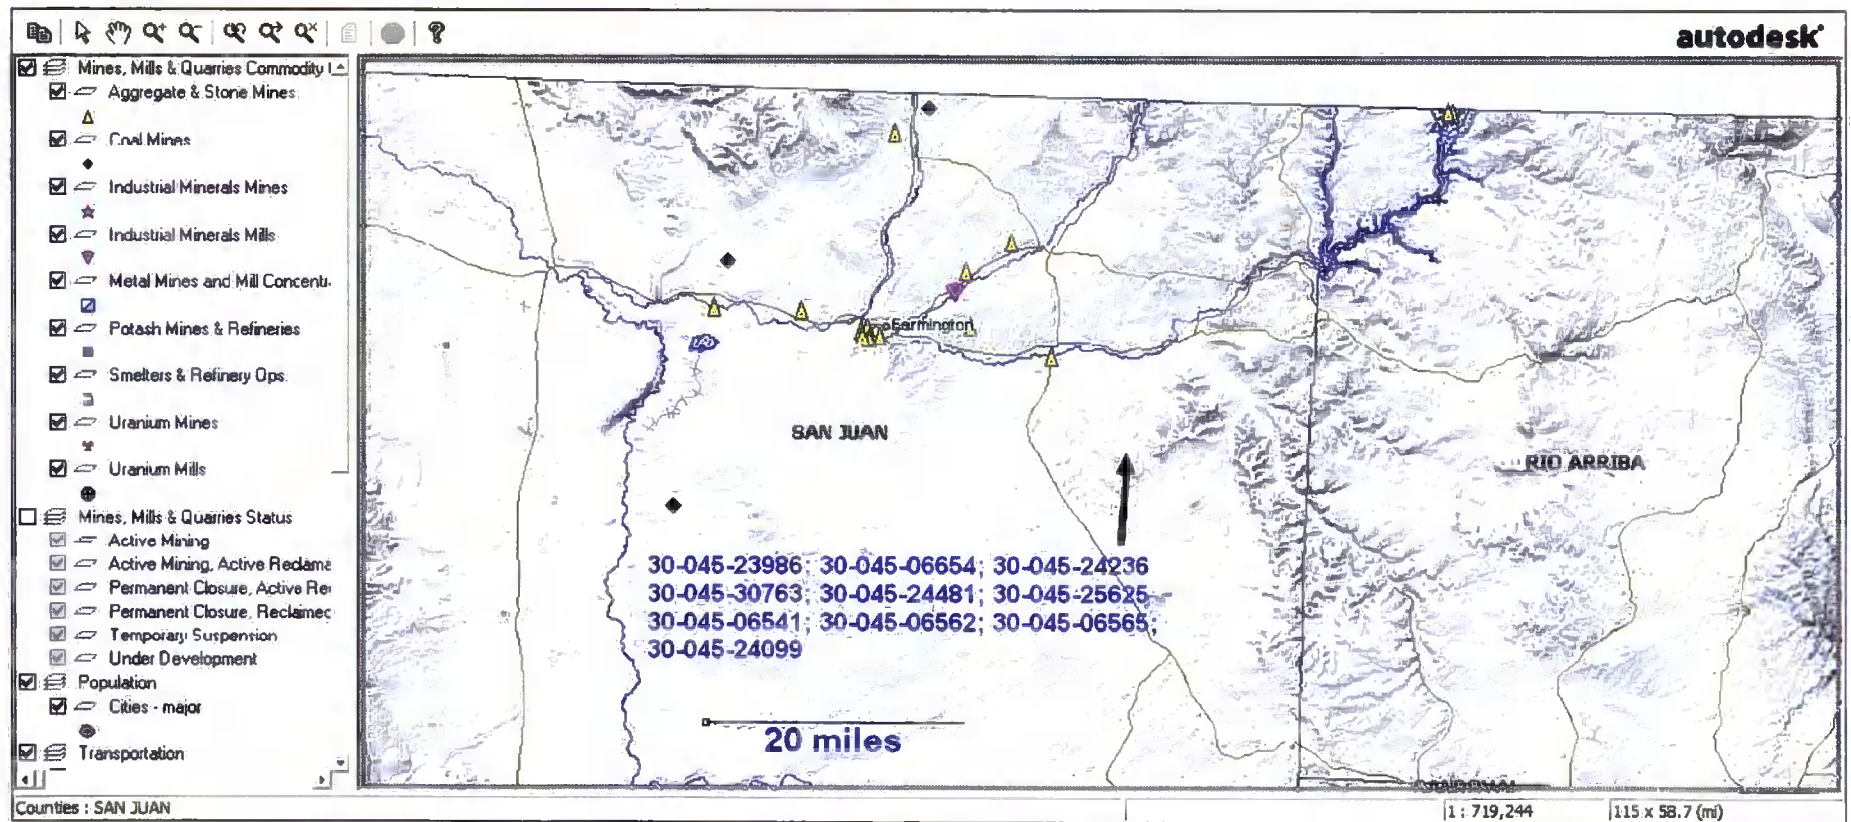 autodesk
Mines, Mills & Quarries Commodity
Aggregate & Stone Mines
Coal Mines
Industrial Minerals Mines
Industrial Minerals Mills
Metal Mines and Mill Concentr
Potash Mines & Refineries
Smelters & Refinery Ops.
Uranium Mines
Uranium Mills
Mines, Mills & Quarries Status
Active Mining
Active Mining, Active Reclama
Permanent Closure, Active Re
Permanent Closure, Reclaimed
Temporary Suspension
Under Development
Population
Cities - major
Transportation
Farmington
SAN JUAN
RIO ARRIBA
30-045-23986; 30-045-06654; 30-045-24236
30-045-30763; 30-045-24481; 30-045-25625
30-045-06541; 30-045-06562; 30-045-06565;
30-045-24099
20 miles
SANDOVAL
Counties : SAN JUAN
1 : 719,244
115 x 58.7 (mi)